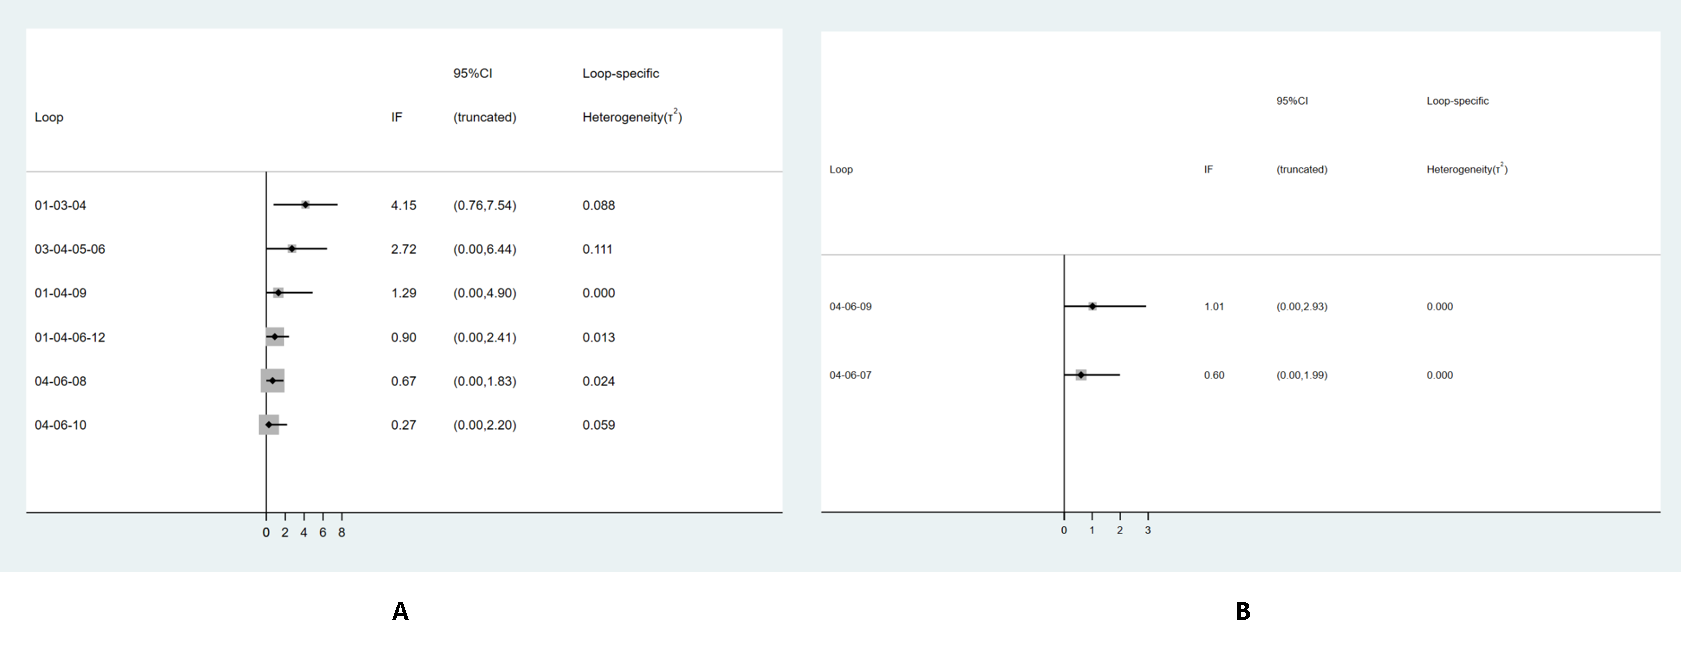 95%CI Loop-specific
Loop IF (truncated) Heterogeneity(τ²)
01-03-04 4.15 (0.76,7.54) 0.088
03-04-05-06 2.72 (0.00,6.44) 0.111
01-04-09 1.29 (0.00,4.90) 0.000
01-04-06-12 0.90 (0.00,2.41) 0.013
04-06-08 0.67 (0.00,1.83) 0.024
04-06-10 0.27 (0.00,2.20) 0.059
0 2 4 6 8
A
95%CI Loop-specific
Loop IF (truncated) Heterogeneity(τ²)
04-06-09 1.01 (0.00,2.93) 0.000
04-06-07 0.60 (0.00,1.99) 0.000
0 1 2 3
B